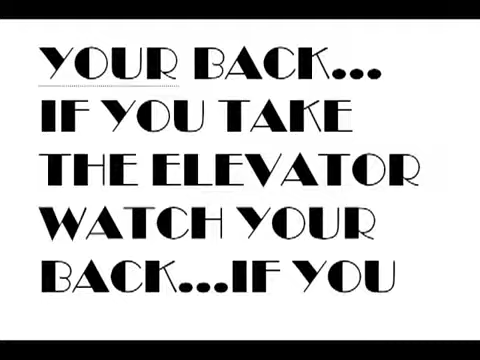 YOUR BACK...
IF YOU TAKE
THE ELEVATOR
WATCH YOUR
BACK...IF YOU